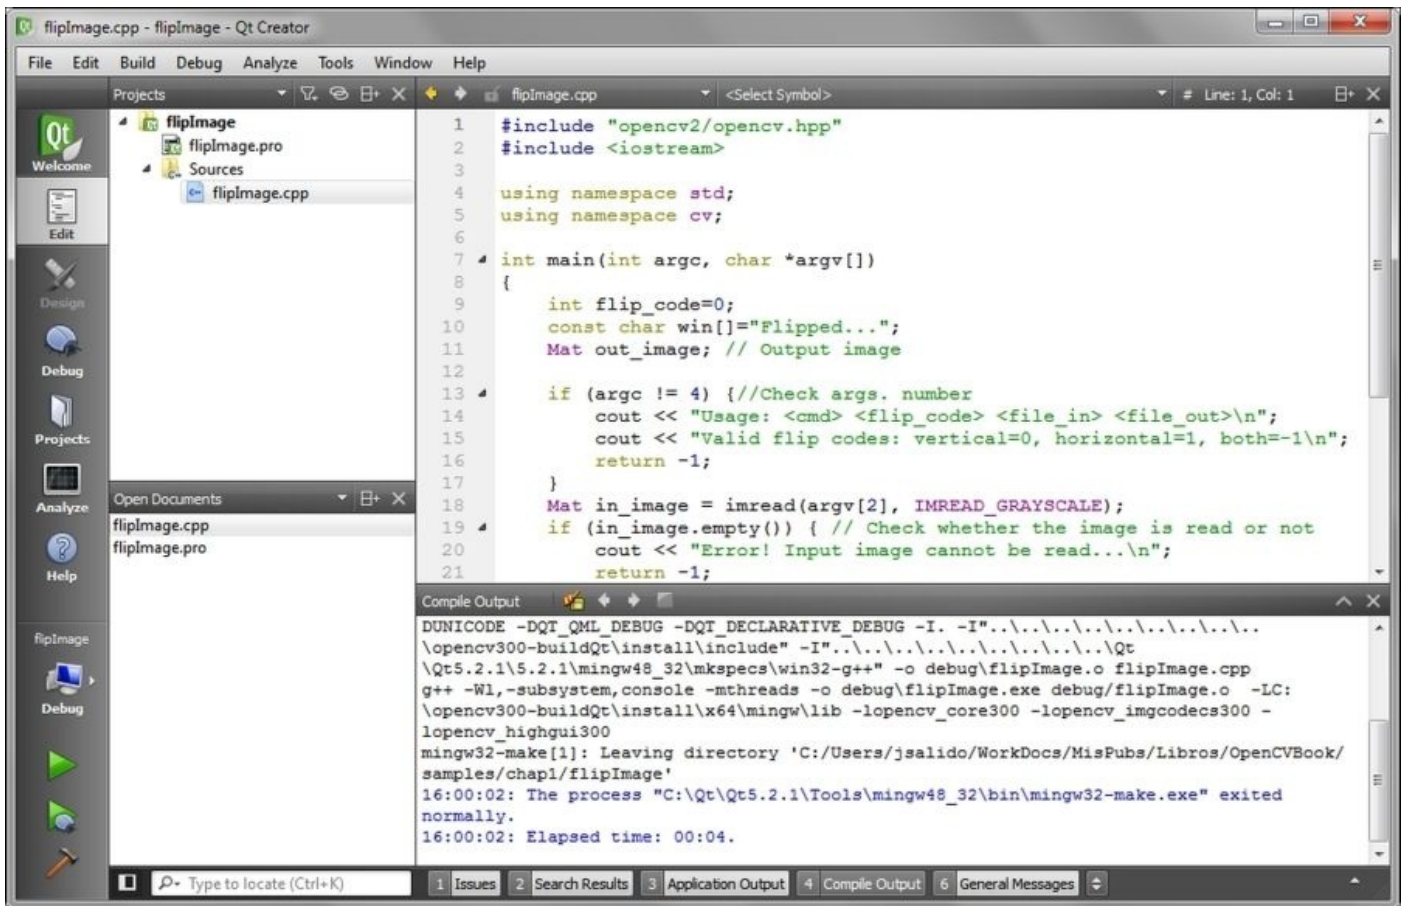 flipImage.cpp - flipImage - Qt Creator
File Edit Build Debug Analyze Tools Window Help
Projects
flipImage.cpp <Select Symbol> # Line: 1, Col: 1
Qt
Welcome
Edit
Design
Debug
Projects
Analyze
Help
flipImage
Debug
flipImage
flipImage.pro
Sources
flipImage.cpp
Open Documents
flipImage.cpp
flipImage.pro
1 #include "opencv2/opencv.hpp"
2 #include <iostream>
3
4 using namespace std;
5 using namespace cv;
6
7 int main(int argc, char *argv[])
8 {
9 int flip_code=0;
10 const char win[]="Flipped...";
11 Mat out_image; // Output image
12
13 if (argc != 4) {//Check args. number
14 cout << "Usage: <cmd> <flip_code> <file_in> <file_out>\n";
15 cout << "Valid flip codes: vertical=0, horizontal=1, both=-1\n";
16 return -1;
17 }
18 Mat in_image = imread(argv[2], IMREAD_GRAYSCALE);
19 if (in_image.empty()) { // Check whether the image is read or not
20 cout << "Error! Input image cannot be read...\n";
21 return -1;
Compile Output
DUNICODE -DQT_QML_DEBUG -DQT_DECLARATIVE_DEBUG -I. -I"..\..\..\..\..\..\..\..
\opencv300-buildQt\install\include" -I"..\..\..\..\..\..\..\..\Qt
\Qt5.2.1\5.2.1\mingw48_32\mkspecs\win32-g++" -o debug\flipImage.o flipImage.cpp
g++ -Wl,-subsystem,console -mthreads -o debug\flipImage.exe debug/flipImage.o -LC:
\opencv300-buildQt\install\x64\mingw\lib -lopencv_core300 -lopencv_imgcodecs300 -
lopencv_highgui300
mingw32-make[1]: Leaving directory 'C:/Users/jsalido/WorkDocs/MisPubs/Libros/OpenCVBook/
samples/chap1/flipImage'
16:00:02: The process "C:\Qt\Qt5.2.1\Tools\mingw48_32\bin\mingw32-make.exe" exited
normally.
16:00:02: Elapsed time: 00:04.
Type to locate (Ctrl+K) 1 Issues 2 Search Results 3 Application Output 4 Compile Output 6 General Messages